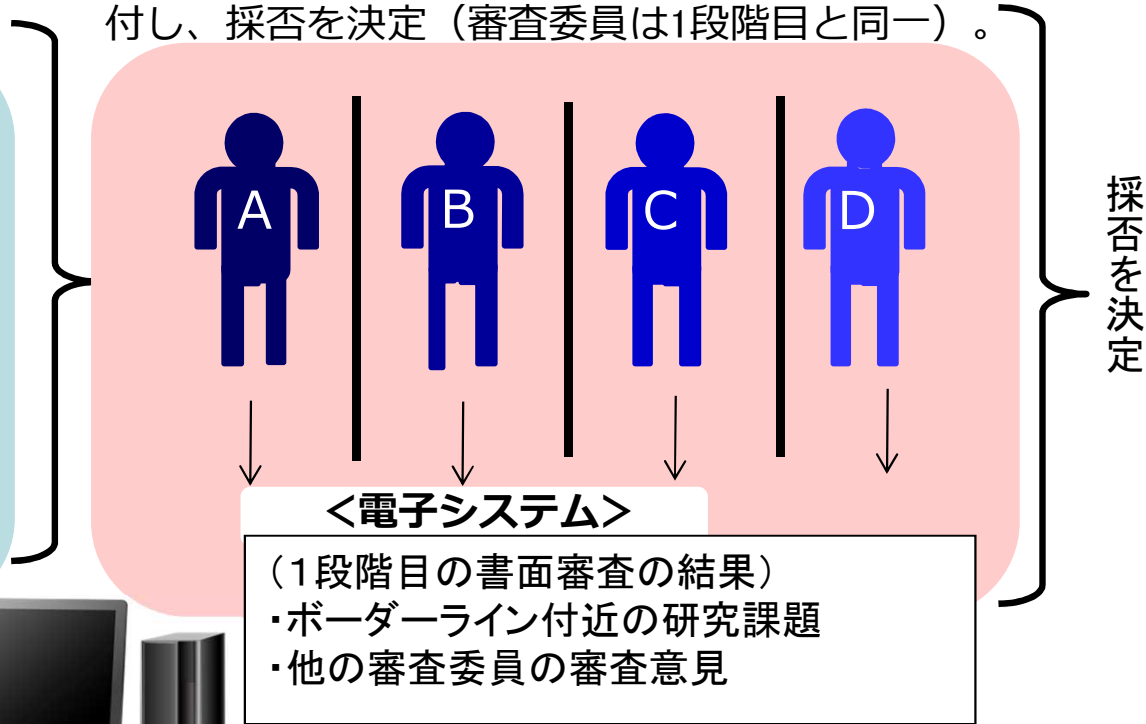 付し、採否を決定（審査委員は1段階目と同一）。
A
B
C
D
採否を決定
＜電子システム＞
（１段階目の書面審査の結果）
・ボーダーライン付近の研究課題
・他の審査委員の審査意見